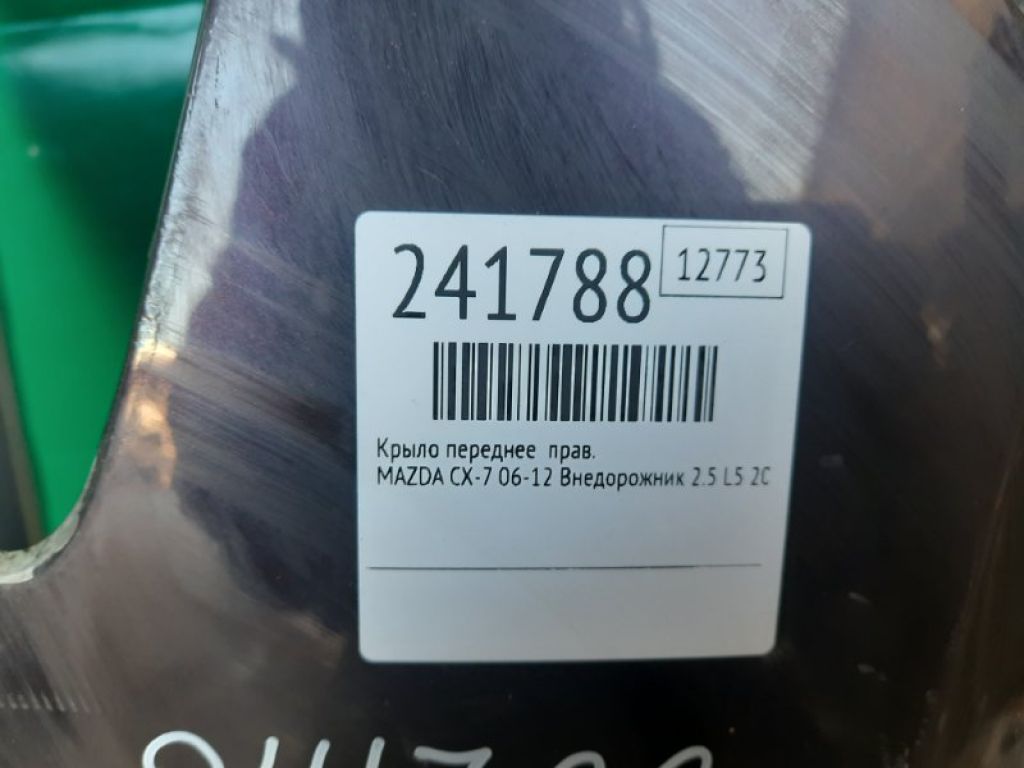 241788
12773
Крыло переднее прав.
MAZDA CX-7 06-12 Внедорожник 2.5 L5 2C